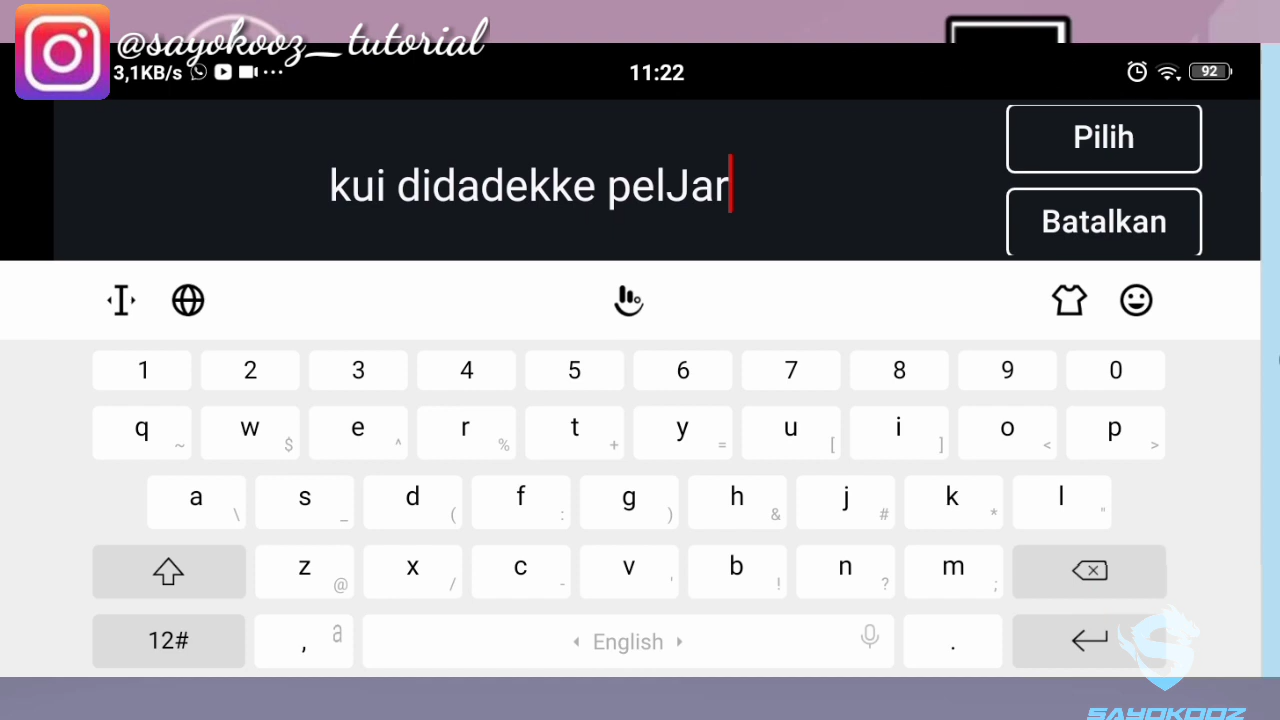 @sayokooz_tutorial
3,1KB/s
11:22
92
kui didadekke pelJar
Pilih
Batalkan
1 2 3 4 5 6 7 8 9 0
q ~ w $ e ^ r % t + y = u [ i ] o < p >
a \ s _ d ( f : g ) h & j # k * l "
z @ x / c - v ' b ! n ? m ;
12# , a English .
SAYOKOOZ